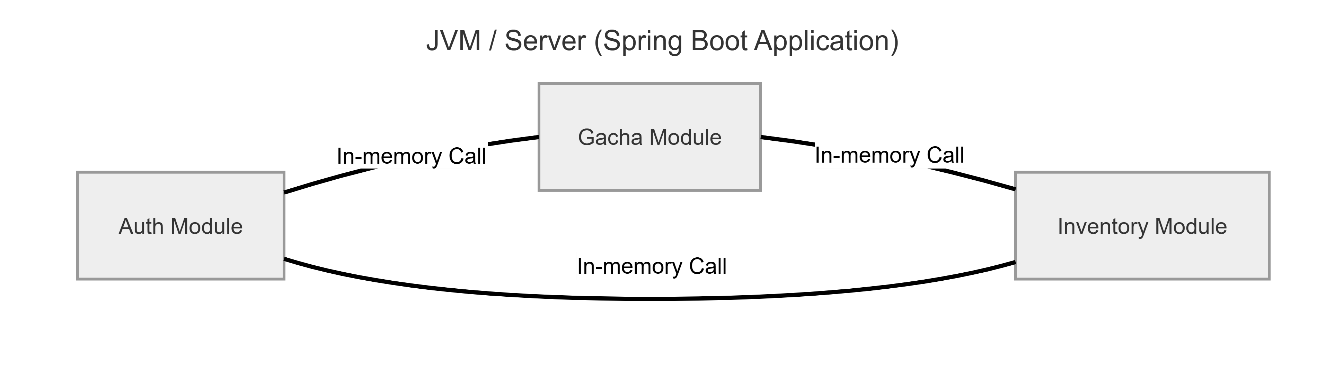 JVM / Server (Spring Boot Application)
Gacha Module
In-memory Call
In-memory Call
Auth Module
Inventory Module
In-memory Call